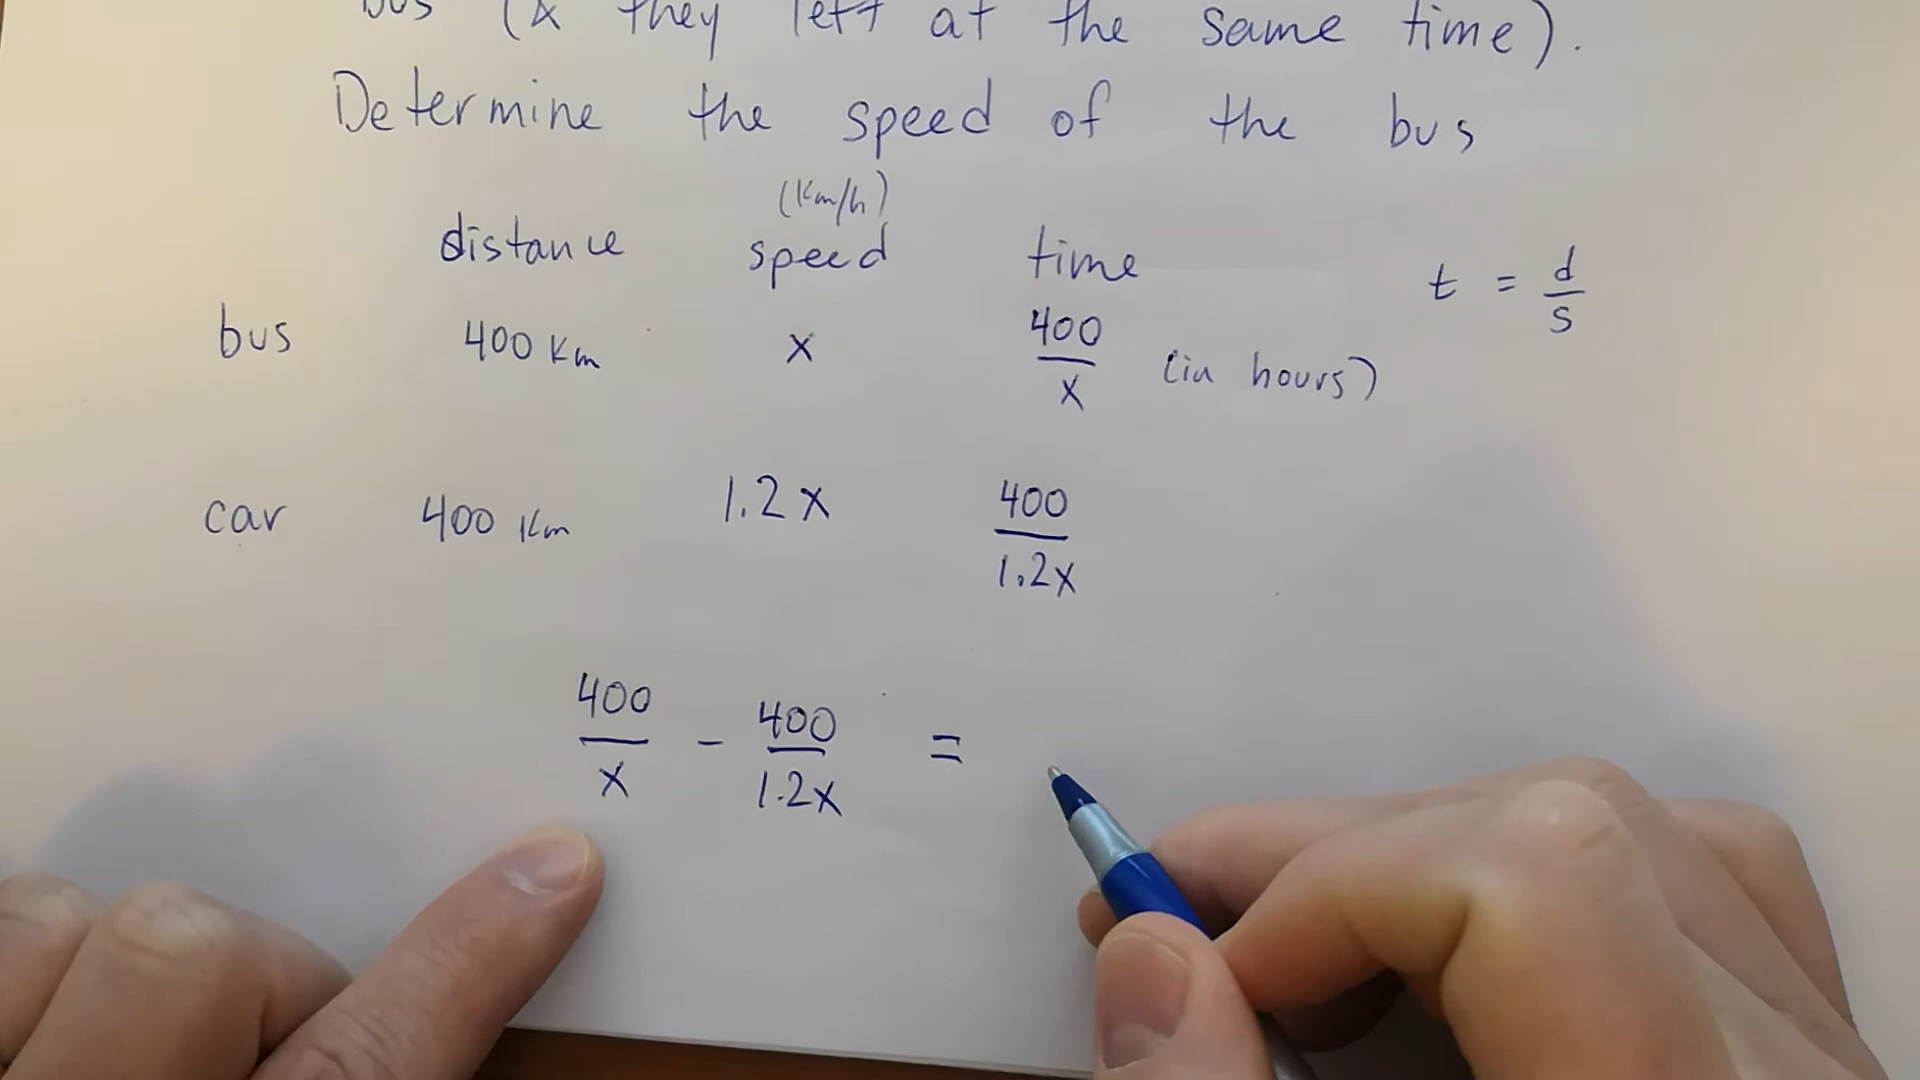 bus (& they left at the same time).
Determine the speed of the bus
(km/h)
distance speed time
t = d/s
bus 400 km x 400/x (in hours)
car 400 km 1.2x 400/1.2x
400/x - 400/1.2x =